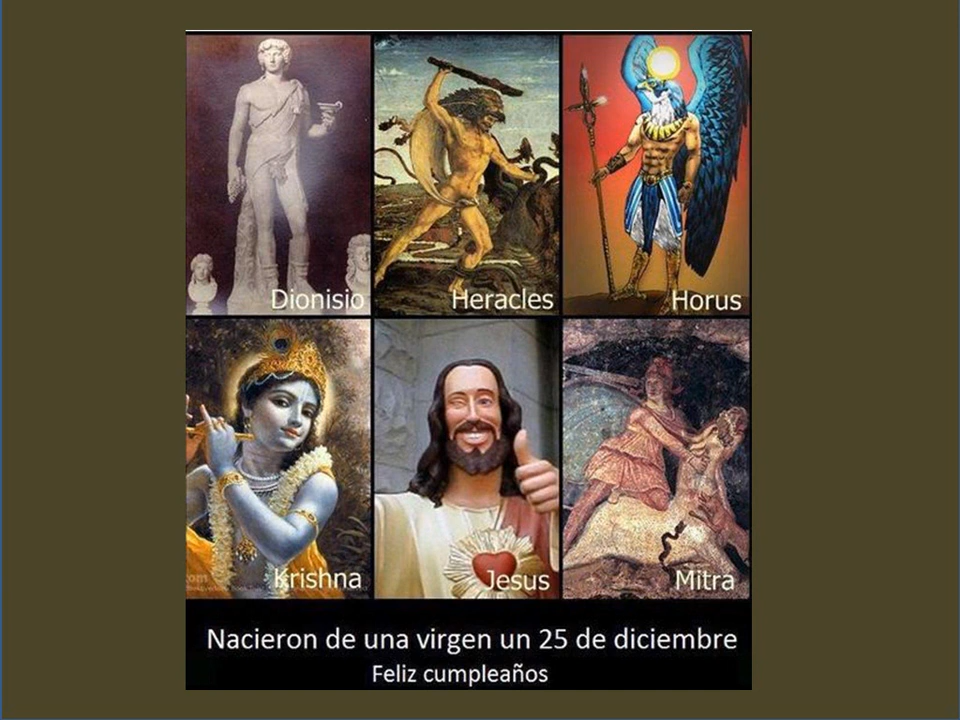 Dionisio
Heracles
Horus
Krishna
Jesus
Mitra
Nacieron de una virgen un 25 de diciembre
Feliz cumpleaños